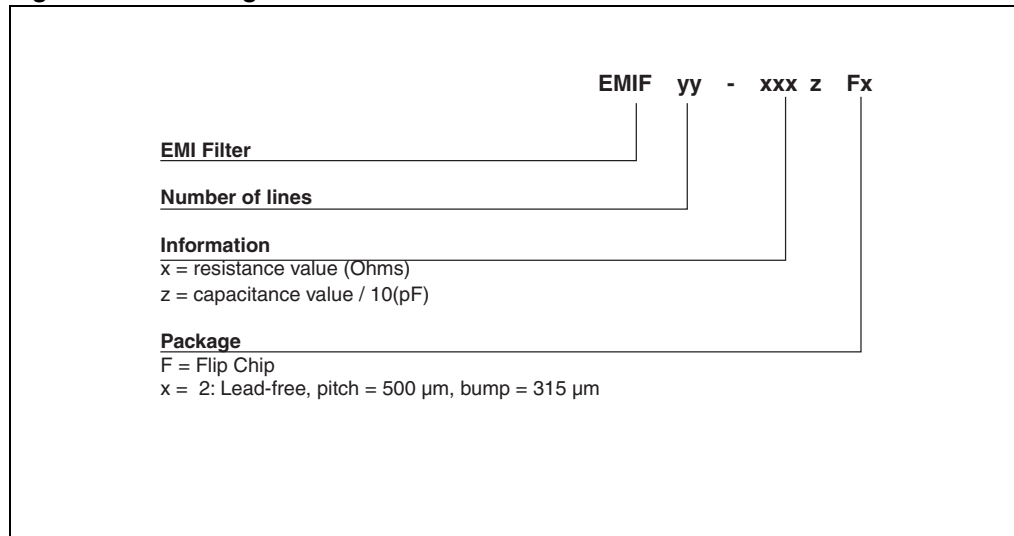 EMIF yy - xxx z Fx
EMI Filter
Number of lines
Information
x = resistance value (Ohms)
z = capacitance value / 10(pF)
Package
F = Flip Chip
x = 2: Lead-free, pitch = 500 µm, bump = 315 µm